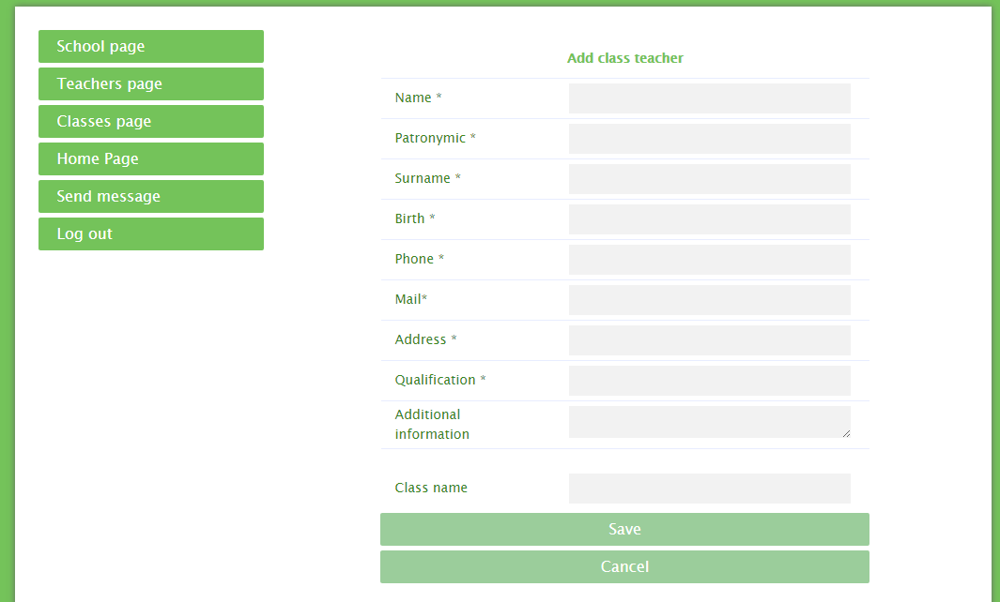 School page
Teachers page
Classes page
Home Page
Send message
Log out
Add class teacher
Name *
Patronymic *
Surname *
Birth *
Phone *
Mail*
Address *
Qualification *
Additional
information
Class name
Save
Cancel